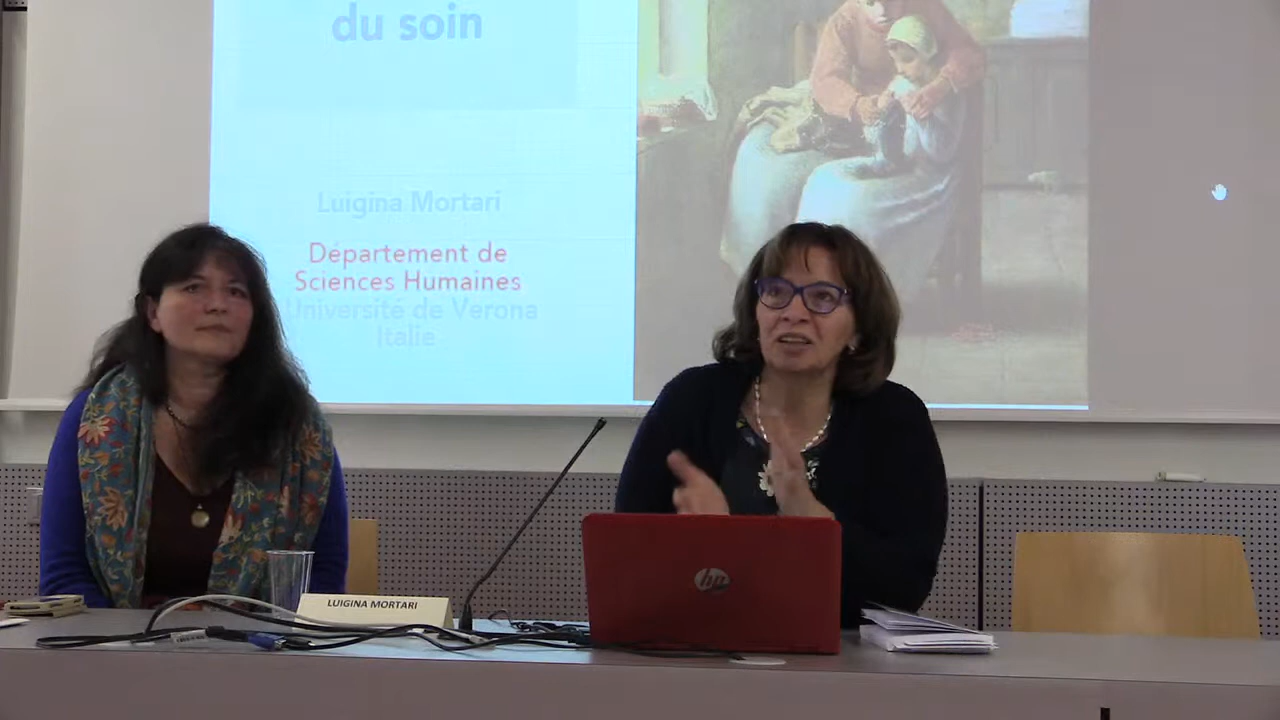 du soin
Luigina Mortari
Département de
Sciences Humaines
Université de Verona
Italie
LUIGINA MORTARI
hp